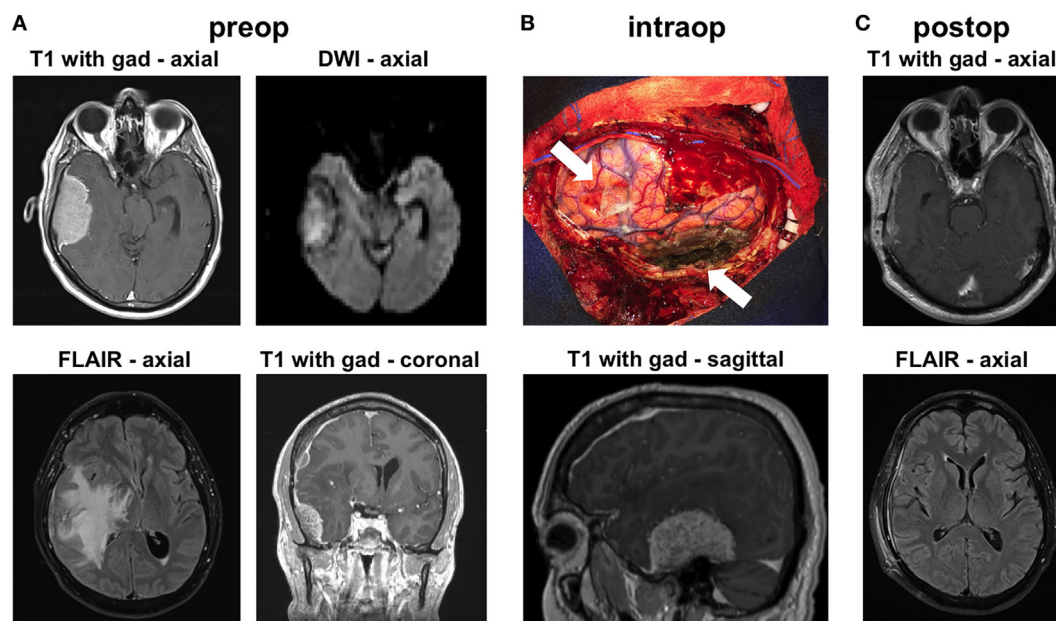 A
preop
B
intraop
C
postop
T1 with gad - axial
DWI - axial
T1 with gad - axial
FLAIR - axial
T1 with gad - coronal
T1 with gad - sagittal
FLAIR - axial